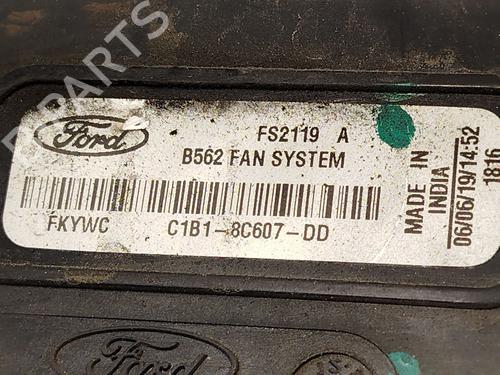 Ford
FS2119 A
B562 FAN SYSTEM
FKYWC C1B1-8C607-DD
MADE IN
INDIA
06/06/19/14:52
1816
Ford
PARTS